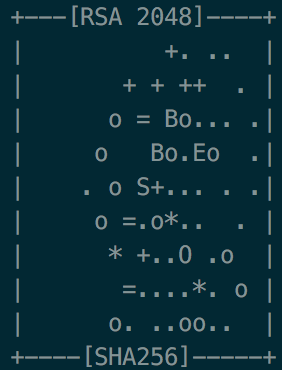 +---[RSA 2048]----+
|          +. ..  |
|       + + ++  . |
|      o = Bo... .|
|     o   Bo.Eo  .|
|    . o S+... . .|
|     o =.o*..  . |
|      * +..O .o  |
|       =....*. o |
|      o. ..oo..  |
+----[SHA256]-----+